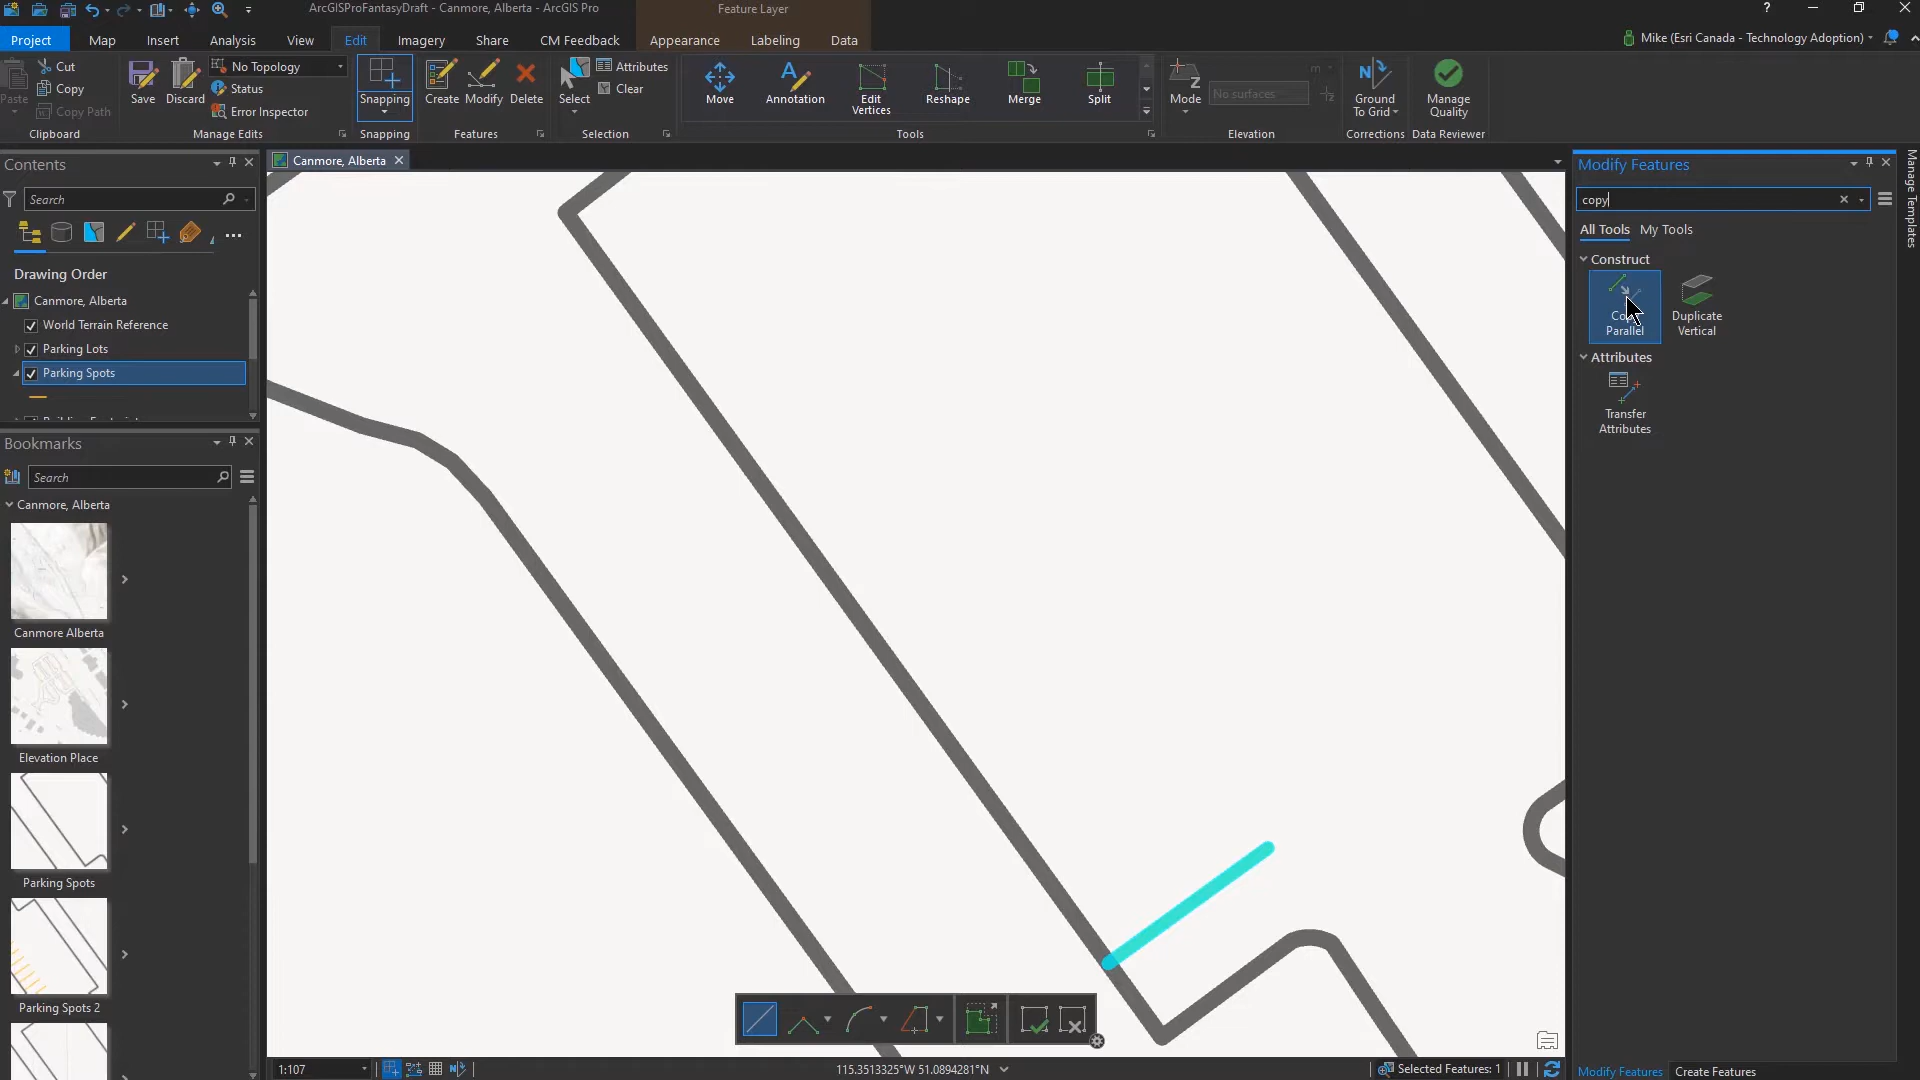 ArcGISProFantasyDraft - Canmore, Alberta - ArcGIS Pro
Feature Layer
?
Project
Map
Insert
Analysis
View
Edit
Imagery
Share
CM Feedback
Appearance
Labeling
Data
Mike (Esri Canada - Technology Adoption)
Paste
Cut
Copy
Copy Path
Clipboard
Save
Discard
No Topology
Status
Error Inspector
Manage Edits
Snapping
Snapping
Create
Modify
Delete
Features
Select
Attributes
Clear
Selection
Move
Annotation
Edit
Vertices
Reshape
Merge
Split
Tools
Mode
No surfaces
m
Elevation
Ground
To Grid
Corrections
Manage
Quality
Data Reviewer
Contents
Search
Drawing Order
Canmore, Alberta
World Terrain Reference
Parking Lots
Parking Spots
Bookmarks
Search
Canmore, Alberta
Canmore Alberta
Elevation Place
Parking Spots
Parking Spots 2
Canmore, Alberta
1:107
115.3513325°W 51.0894281°N
Selected Features: 1
Modify Features
copy
All Tools
My Tools
Construct
Parallel
Duplicate
Vertical
Attributes
Transfer
Attributes
Modify Features
Create Features
Manage Templates